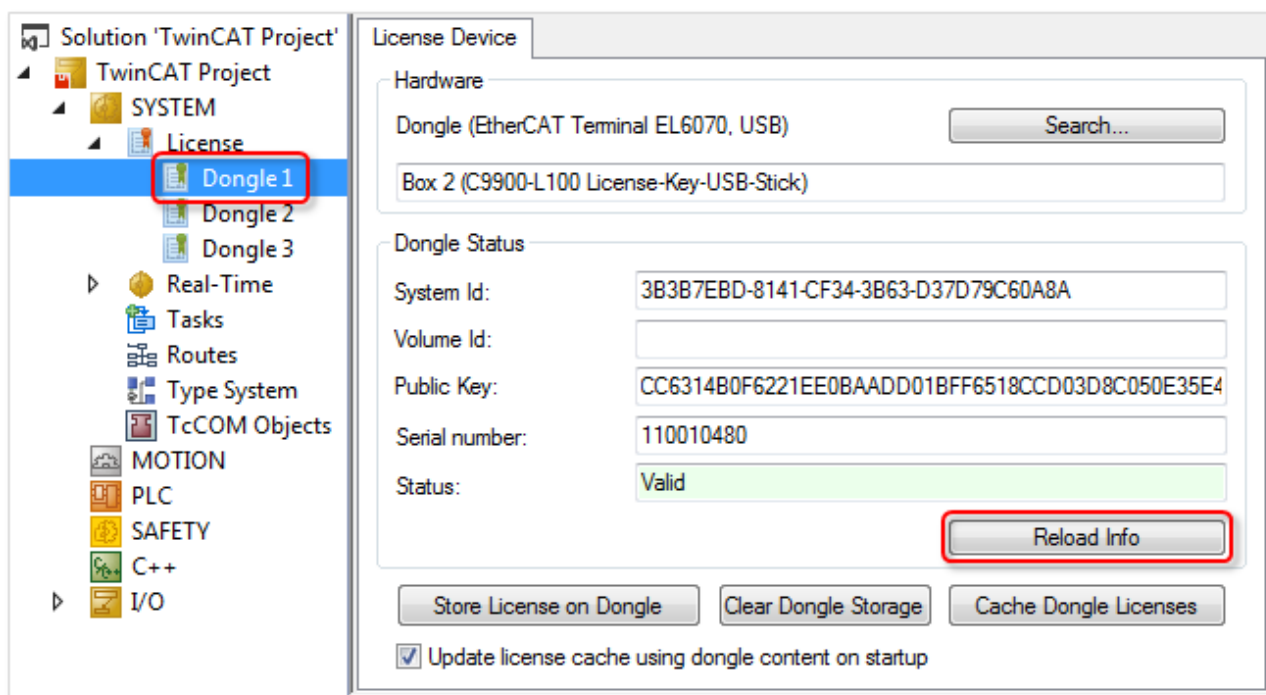 Solution 'TwinCAT Project'
TwinCAT Project
SYSTEM
License
Dongle 1
Dongle 2
Dongle 3
Real-Time
Tasks
Routes
Type System
TcCOM Objects
MOTION
PLC
SAFETY
C++
I/O
License Device
Hardware
Dongle (EtherCAT Terminal EL6070, USB)
Search...
Box 2 (C9900-L100 License-Key-USB-Stick)
Dongle Status
System Id: 3B3B7EBD-8141-CF34-3B63-D37D79C60A8A
Volume Id:
Public Key: CC6314B0F6221EE0BAADD01BFF6518CCD03D8C050E35E4
Serial number: 110010480
Status: Valid
Reload Info
Store License on Dongle Clear Dongle Storage Cache Dongle Licenses
Update license cache using dongle content on startup